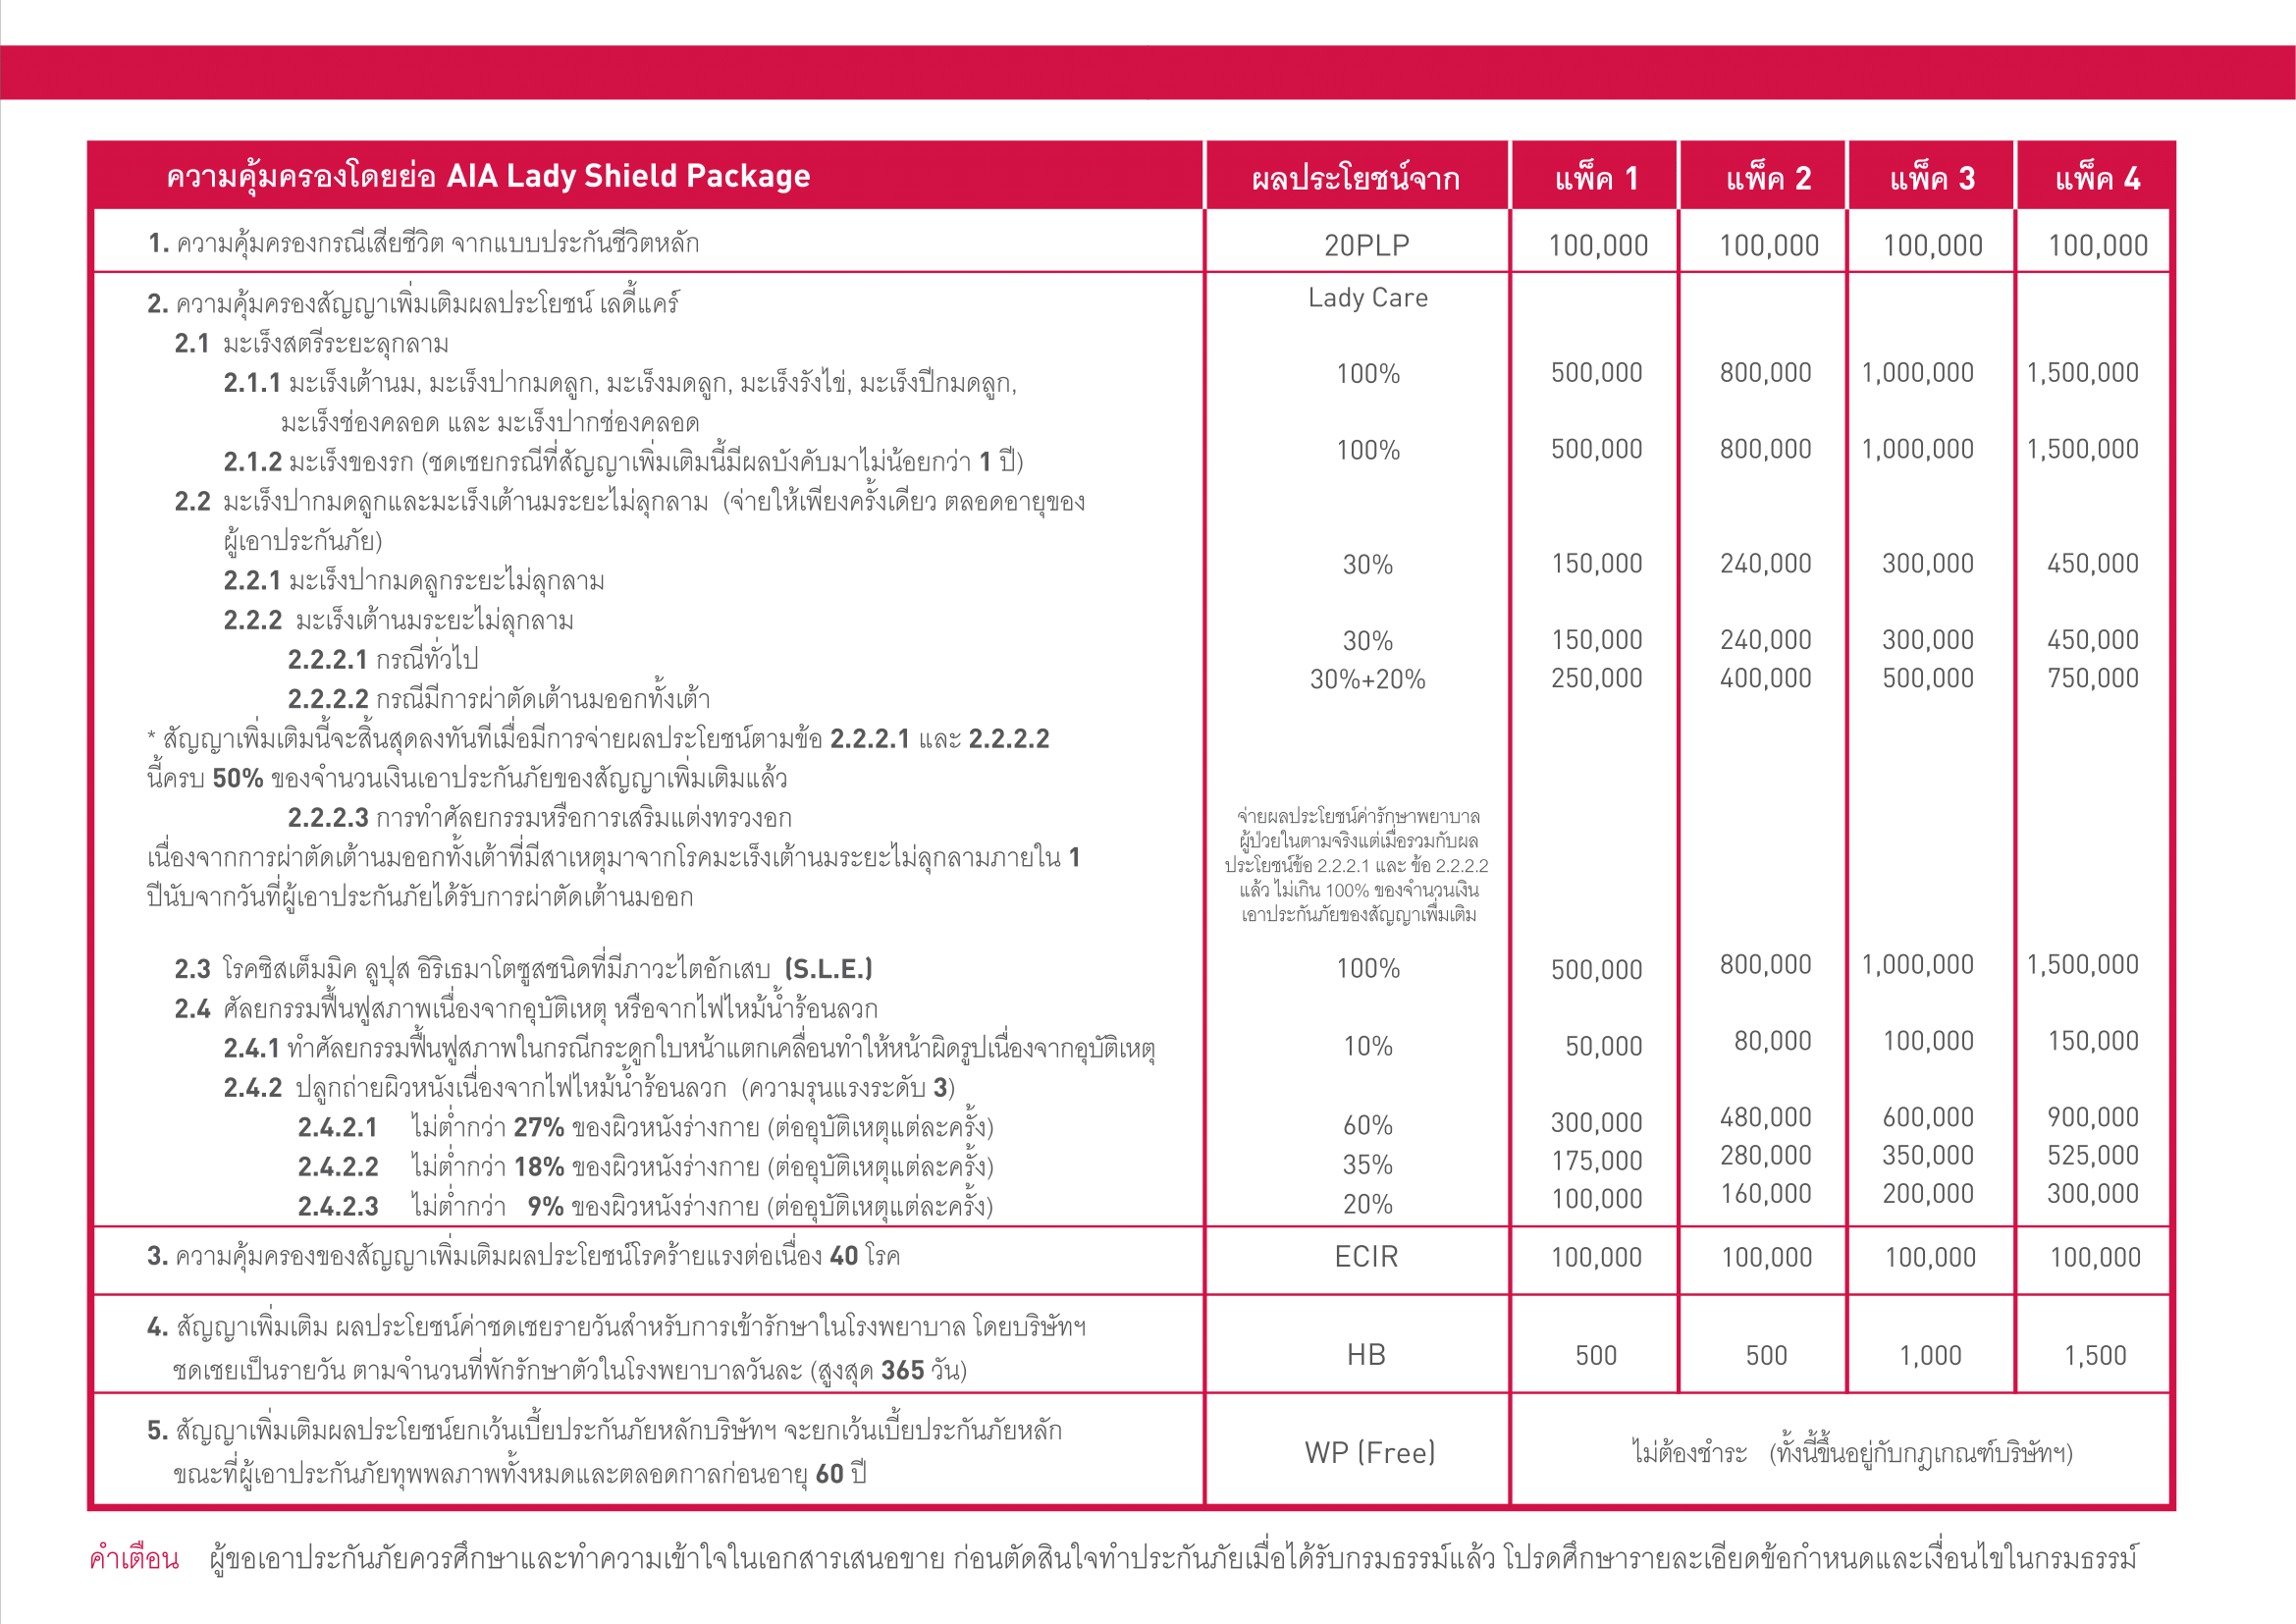 ความคุ้มครองโดยย่อ AIA Lady Shield Package ผลประโยชน์จาก แพ็ค 1 แพ็ค 2 แพ็ค 3 แพ็ค 4
1. ความคุ้มครองกรณีเสียชีวิต จากแบบประกันชีวิตหลัก 20PLP 100,000 100,000 100,000 100,000
2. ความคุ้มครองสัญญาเพิ่มเติมผลประโยชน์ เลดี้แคร์ Lady Care
2.1 มะเร็งสตรีระยะลุกลาม
2.1.1 มะเร็งเต้านม, มะเร็งปากมดลูก, มะเร็งมดลูก, มะเร็งรังไข่, มะเร็งปีกมดลูก, 100% 500,000 800,000 1,000,000 1,500,000
มะเร็งช่องคลอด และ มะเร็งปากช่องคลอด
2.1.2 มะเร็งของรก (ชดเชยกรณีที่สัญญาเพิ่มเติมนี้มีผลบังคับมาไม่น้อยกว่า 1 ปี) 100% 500,000 800,000 1,000,000 1,500,000
2.2 มะเร็งปากมดลูกและมะเร็งเต้านมระยะไม่ลุกลาม (จ่ายให้เพียงครั้งเดียว ตลอดอายุของ
ผู้เอาประกันภัย)
2.2.1 มะเร็งปากมดลูกระยะไม่ลุกลาม 30% 150,000 240,000 300,000 450,000
2.2.2 มะเร็งเต้านมระยะไม่ลุกลาม
2.2.2.1 กรณีทั่วไป 30% 150,000 240,000 300,000 450,000
2.2.2.2 กรณีมีการผ่าตัดเต้านมออกทั้งเต้า 30%+20% 250,000 400,000 500,000 750,000
* สัญญาเพิ่มเติมนี้จะสิ้นสุดลงทันทีเมื่อมีการจ่ายผลประโยชน์ตามข้อ 2.2.2.1 และ 2.2.2.2
นี้ครบ 50% ของจำนวนเงินเอาประกันภัยของสัญญาเพิ่มเติมแล้ว
2.2.2.3 การทำศัลยกรรมหรือการเสริมแต่งทรวงอก
เนื่องจากการผ่าตัดเต้านมออกทั้งเต้าที่มีสาเหตุมาจากโรคมะเร็งเต้านมระยะไม่ลุกลามภายใน 1
ปีนับจากวันที่ผู้เอาประกันภัยได้รับการผ่าตัดเต้านมออก
จ่ายผลประโยชน์ค่ารักษาพยาบาล
ผู้ป่วยในตามจริงแต่เมื่อรวมกับผล
ประโยชน์ข้อ 2.2.2.1 และ ข้อ 2.2.2.2
แล้ว ไม่เกิน 100% ของจำนวนเงิน
เอาประกันภัยของสัญญาเพื่มเติม
2.3 โรคซิสเต็มมิค ลูปุส อิริเธมาโตซูสชนิดที่มีภาวะไตอักเสบ (S.L.E.) 100% 500,000 800,000 1,000,000 1,500,000
2.4 ศัลยกรรมฟื้นฟูสภาพเนื่องจากอุบัติเหตุ หรือจากไฟไหม้น้ำร้อนลวก
2.4.1 ทำศัลยกรรมฟื้นฟูสภาพในกรณีกระดูกใบหน้าแตกเคลื่อนทำให้หน้าผิดรูปเนื่องจากอุบัติเหตุ 10% 50,000 80,000 100,000 150,000
2.4.2 ปลูกถ่ายผิวหนังเนื่องจากไฟไหม้น้ำร้อนลวก (ความรุนแรงระดับ 3)
2.4.2.1 ไม่ต่ำกว่า 27% ของผิวหนังร่างกาย (ต่ออุบัติเหตุแต่ละครั้ง) 60% 300,000 480,000 600,000 900,000
2.4.2.2 ไม่ต่ำกว่า 18% ของผิวหนังร่างกาย (ต่ออุบัติเหตุแต่ละครั้ง) 35% 175,000 280,000 350,000 525,000
2.4.2.3 ไม่ต่ำกว่า 9% ของผิวหนังร่างกาย (ต่ออุบัติเหตุแต่ละครั้ง) 20% 100,000 160,000 200,000 300,000
3. ความคุ้มครองของสัญญาเพิ่มเติมผลประโยชน์โรคร้ายแรงต่อเนื่อง 40 โรค ECIR 100,000 100,000 100,000 100,000
4. สัญญาเพิ่มเติม ผลประโยชน์ค่าชดเชยรายวันสำหรับการเข้ารักษาในโรงพยาบาล โดยบริษัทฯ
ชดเชยเป็นรายวัน ตามจำนวนที่พักรักษาตัวในโรงพยาบาลวันละ (สูงสุด 365 วัน) HB 500 500 1,000 1,500
5. สัญญาเพิ่มเติมผลประโยชน์ยกเว้นเบี้ยประกันภัยหลักบริษัทฯ จะยกเว้นเบี้ยประกันภัยหลัก
ขณะที่ผู้เอาประกันภัยทุพพลภาพทั้งหมดและตลอดกาลก่อนอายุ 60 ปี WP (Free) ไม่ต้องชำระ (ทั้งนี้ขึ้นอยู่กับกฎเกณฑ์บริษัทฯ)
คำเตือน ผู้ขอเอาประกันภัยควรศึกษาและทำความเข้าใจในเอกสารเสนอขาย ก่อนตัดสินใจทำประกันภัยเมื่อได้รับกรมธรรม์แล้ว โปรดศึกษารายละเอียดข้อกำหนดและเงื่อนไขในกรมธรรม์